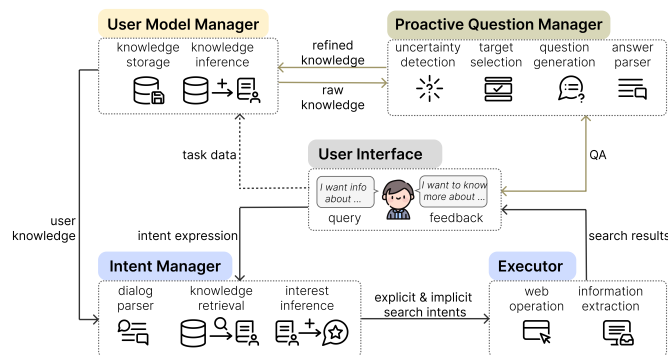 User Model Manager
knowledge
storage
knowledge
inference
refined
knowledge
raw
knowledge
Proactive Question Manager
uncertainty
detection
target
selection
question
generation
answer
parser
task data
User Interface
I want info
about ...
query
I want to know
more about ...
feedback
QA
user
knowledge
intent expression
search results
Intent Manager
dialog
parser
knowledge
retrieval
interest
inference
explicit & implicit
search intents
Executor
web
operation
information
extraction